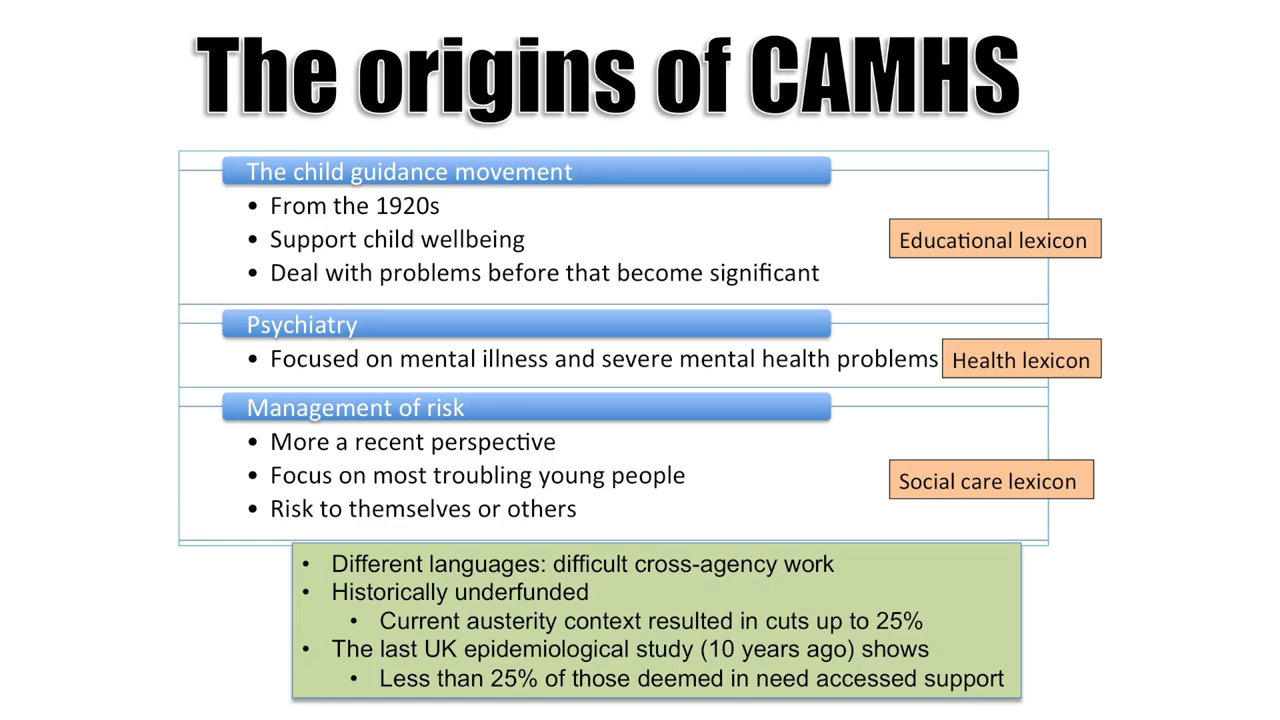 The origins of CAMHS
The child guidance movement
• From the 1920s
• Support child wellbeing
• Deal with problems before that become significant
Educational lexicon
Psychiatry
• Focused on mental illness and severe mental health problems
Health lexicon
Management of risk
• More a recent perspective
• Focus on most troubling young people
• Risk to themselves or others
Social care lexicon
• Different languages: difficult cross-agency work
• Historically underfunded
• Current austerity context resulted in cuts up to 25%
• The last UK epidemiological study (10 years ago) shows
• Less than 25% of those deemed in need accessed support